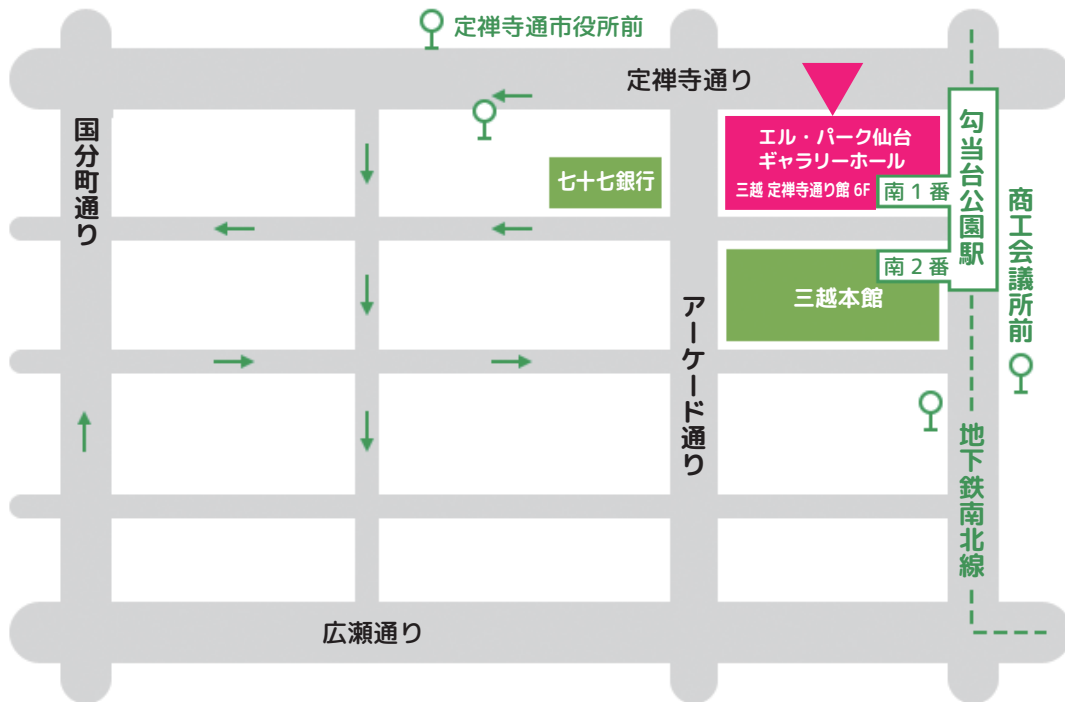 定禅寺通市役所前
定禅寺通り
国分町通り
エル・パーク仙台
ギャラリーホール
三越 定禅寺通り館 6F
南1番
勾当台公園駅
七十七銀行
商工会議所前
南2番
三越本館
アーケード通り
地下鉄南北線
広瀬通り